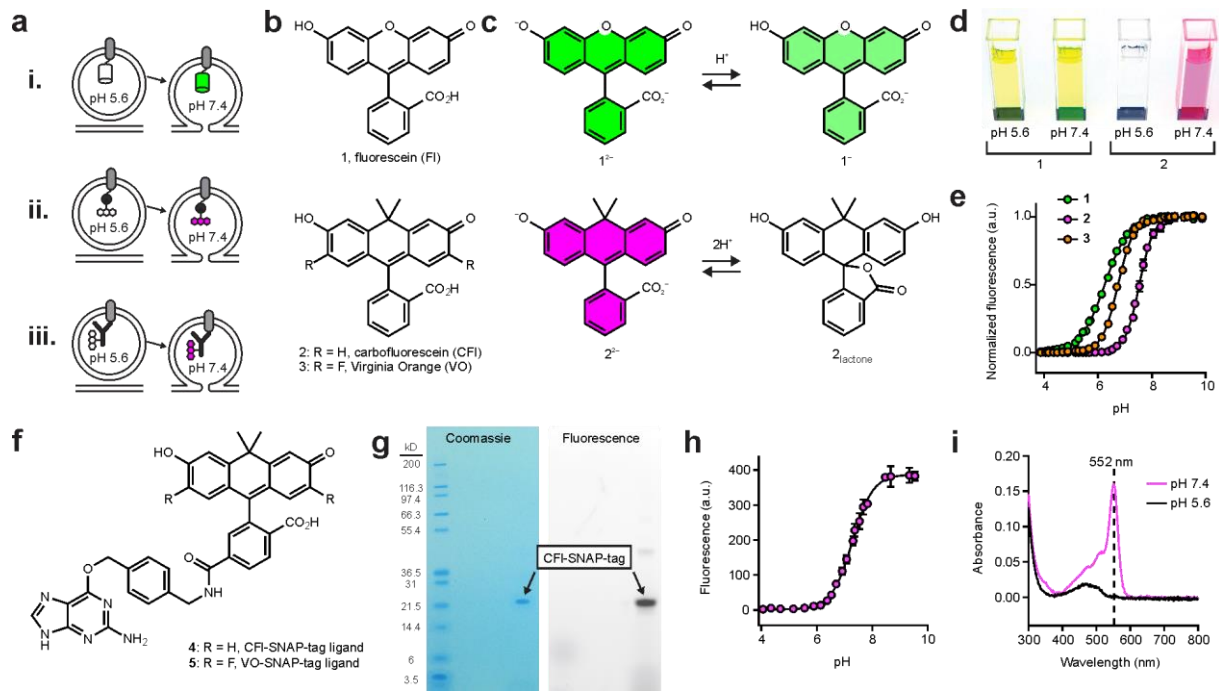 a
i.
pH 5.6
pH 7.4
ii.
pH 5.6
pH 7.4
iii.
pH 5.6
pH 7.4
b
HO
O
O
CO₂H
1, fluorescein (Fl)
HO
O
R
R
CO₂H
2: R = H, carbofluorescein (CFl)
3: R = F, Virginia Orange (VO)
c
⁻O
O
O
CO₂⁻
1²⁻
H⁺
HO
O
O
CO₂⁻
1⁻
⁻O
O
CO₂⁻
2²⁻
2H⁺
HO
OH
O
O
2lactone
d
pH 5.6 pH 7.4 pH 5.6 pH 7.4
1 2
e
Normalized fluorescence (a.u.)
1.0
0.5
0.0
1
2
3
4 6 8 10
pH
f
HO
O
R
R
CO₂H
O
N
H
O
N
N
N
H
N
NH₂
4: R = H, CFl-SNAP-tag ligand
5: R = F, VO-SNAP-tag ligand
g
Coomassie
Fluorescence
kD
200
116.3
97.4
66.3
55.4
36.5
31
21.5
14.4
6
3.5
CFl-SNAP-tag
h
Fluorescence (a.u.)
400
300
200
100
0
4 6 8 10
pH
i
Absorbance
0.20
0.15
0.10
0.05
0.00
552 nm
pH 7.4
pH 5.6
300 400 500 600 700 800
Wavelength (nm)